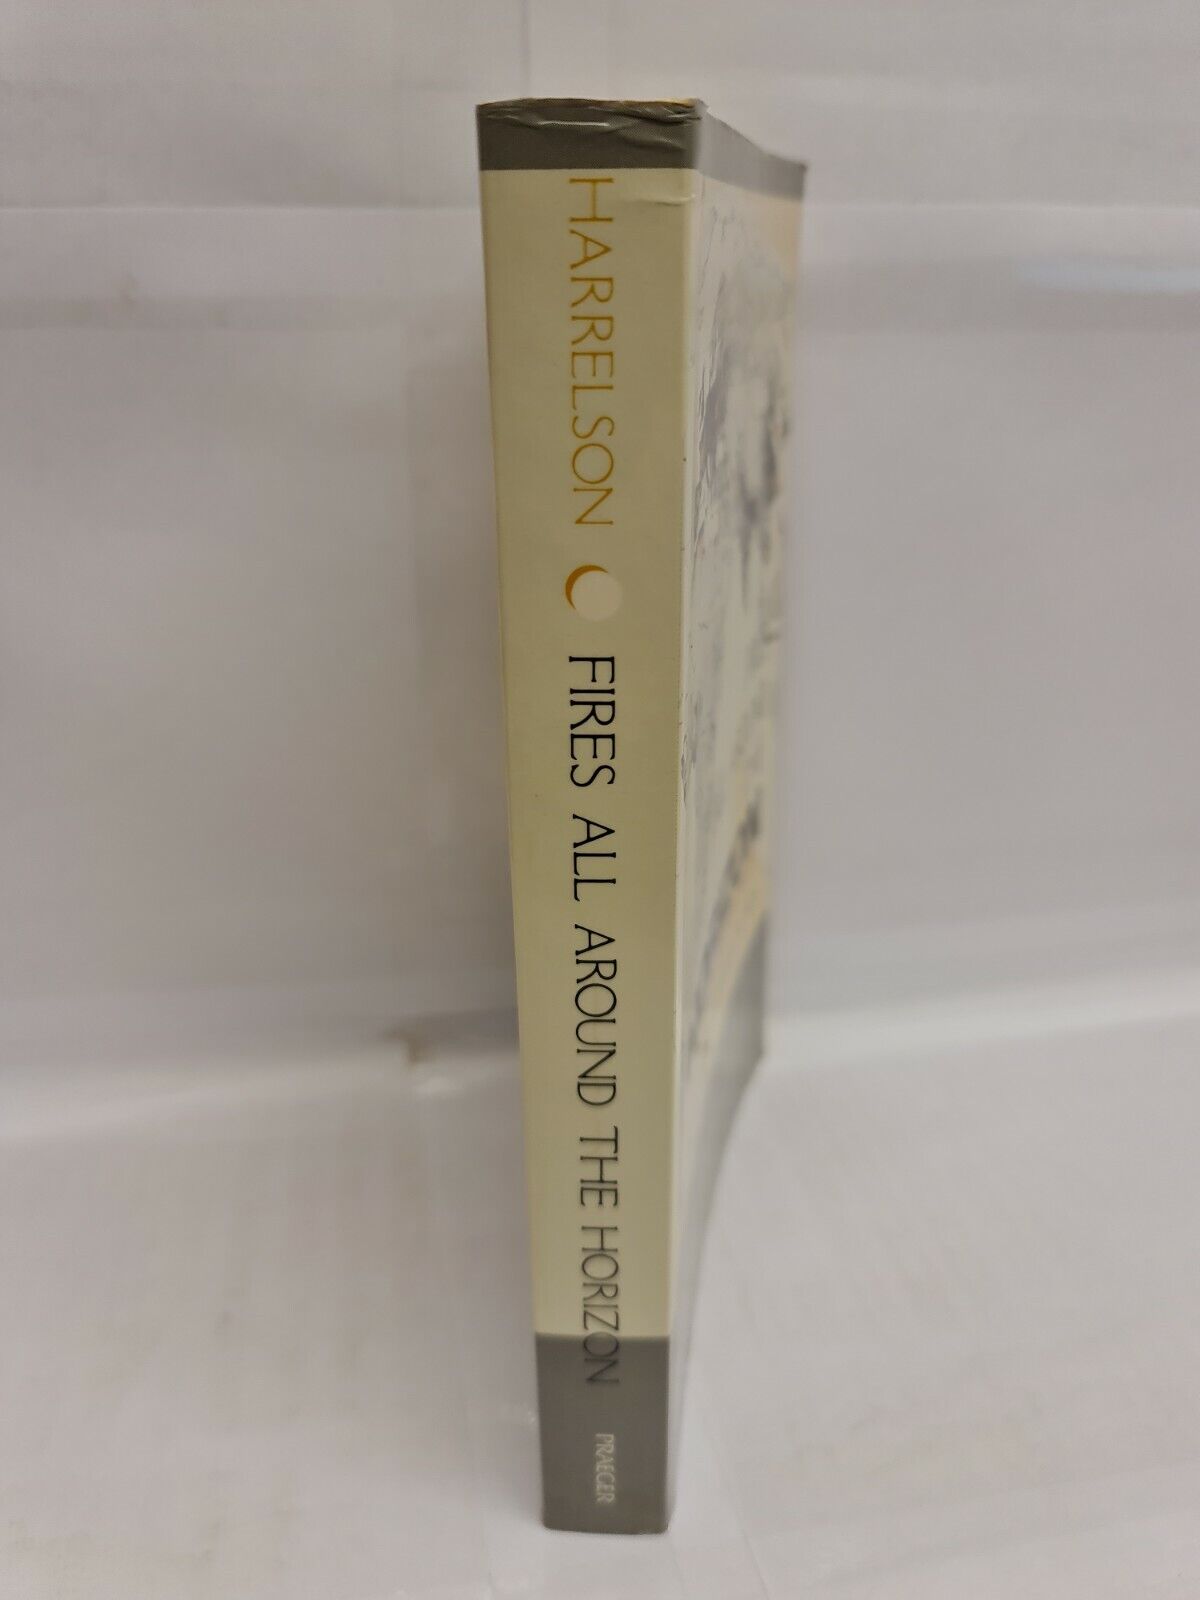 HARRELSON
FIRES ALL AROUND THE HORIZON
PRAEGER